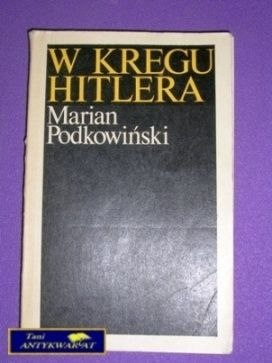 W KRĘGU
HITLERA
Marian
Podkowiński
Tani
ANTYKWARIAT